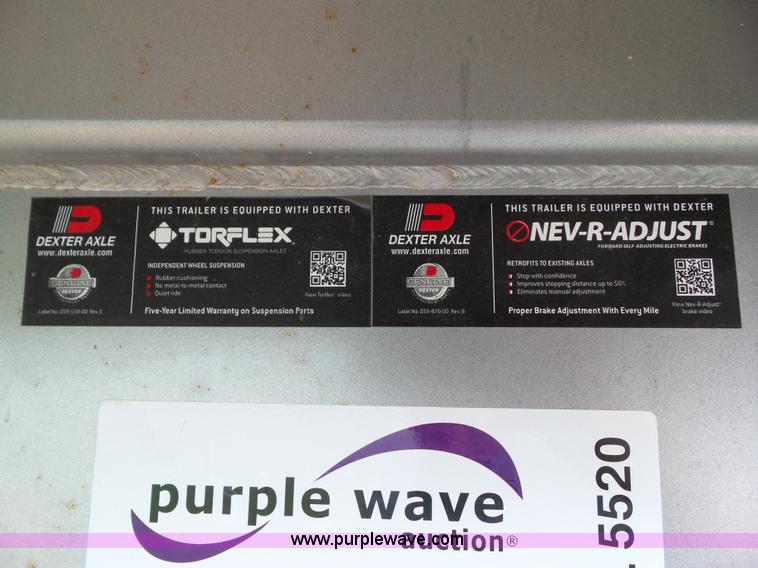 DEXTER AXLE
www.dexteraxle.com
GENUINE
DEXTER
Label No. 059-558-00 Rev. E
THIS TRAILER IS EQUIPPED WITH DEXTER
TORFLEX
RUBBER TORSION SUSPENSION AXLES
INDEPENDENT WHEEL SUSPENSION
Rubber cushioning
No metal-to-metal contact
Quiet ride
View Torflex® video
Five-Year Limited Warranty on Suspension Parts
DEXTER AXLE
www.dexteraxle.com
GENUINE
DEXTER
Label No. 059-870-00 Rev. B
THIS TRAILER IS EQUIPPED WITH DEXTER
NEV-R-ADJUST®
FORWARD SELF-ADJUSTING ELECTRIC BRAKES
RETROFITS TO EXISTING AXLES
Stop with confidence
Improves stopping distance up to 50%
Eliminates manual adjustment
View Nev-R-Adjust®
brake video
Proper Brake Adjustment With Every Mile
purple wave
auction®
5520
www.purplewave.com